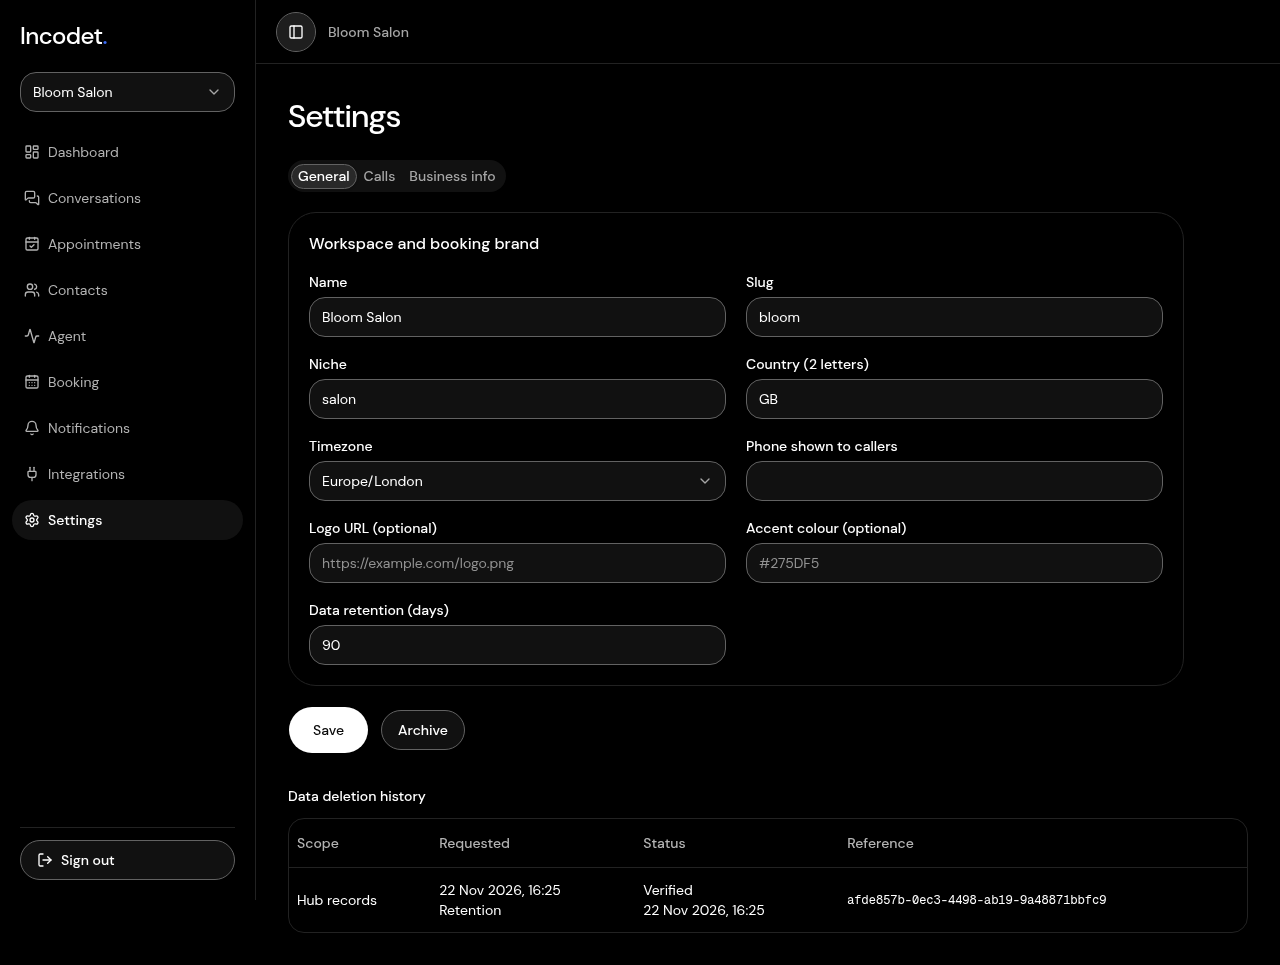 Incodet.
Bloom Salon
Bloom Salon
Dashboard
Conversations
Appointments
Contacts
Agent
Booking
Notifications
Integrations
Settings
Sign out
Settings
General Calls Business info
Workspace and booking brand
Name Slug
Bloom Salon bloom
Niche Country (2 letters)
salon GB
Timezone Phone shown to callers
Europe/London
Logo URL (optional) Accent colour (optional)
https://example.com/logo.png #275DF5
Data retention (days)
90
Save Archive
Data deletion history
Scope Requested Status Reference
Hub records 22 Nov 2026, 16:25 Verified afde857b-0ec3-4498-ab19-9a48871bbfc9
Retention 22 Nov 2026, 16:25